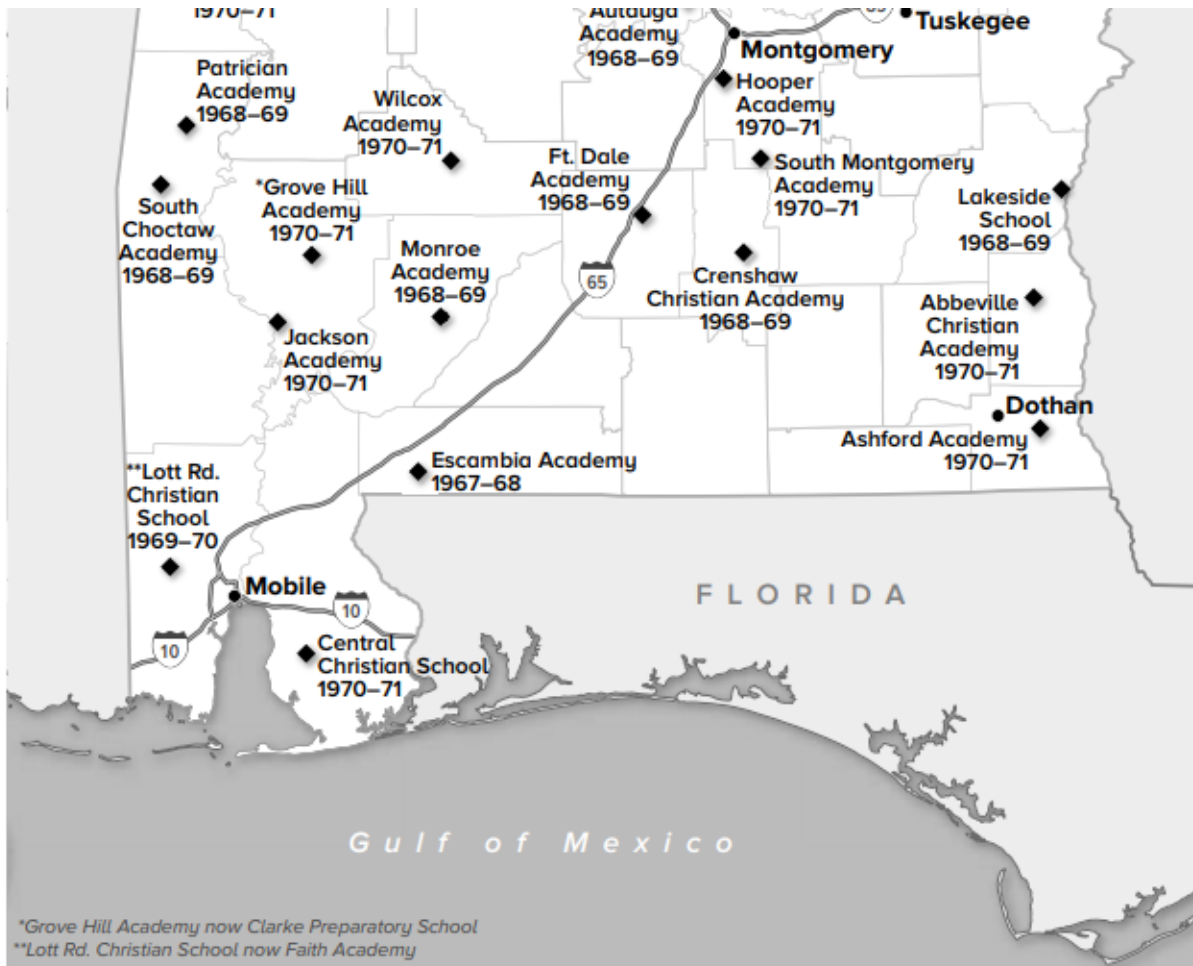 1970–71
Autauga
Academy
1968–69
Tuskegee
Montgomery
Patrician
Academy
1968–69
Wilcox
Academy
1970–71
Hooper
Academy
1970–71
Ft. Dale
Academy
1968–69
South Montgomery
Academy
1970–71
*Grove Hill
Academy
1970–71
South
Choctaw
Academy
1968–69
Lakeside
School
1968–69
Monroe
Academy
1968–69
65
Crenshaw
Christian Academy
1968–69
Abbeville
Christian
Academy
1970–71
Jackson
Academy
1970–71
Dothan
Ashford Academy
1970–71
Escambia Academy
1967–68
**Lott Rd.
Christian
School
1969–70
Mobile
FLORIDA
10
10
Central
Christian School
1970–71
Gulf of Mexico
*Grove Hill Academy now Clarke Preparatory School
**Lott Rd. Christian School now Faith Academy